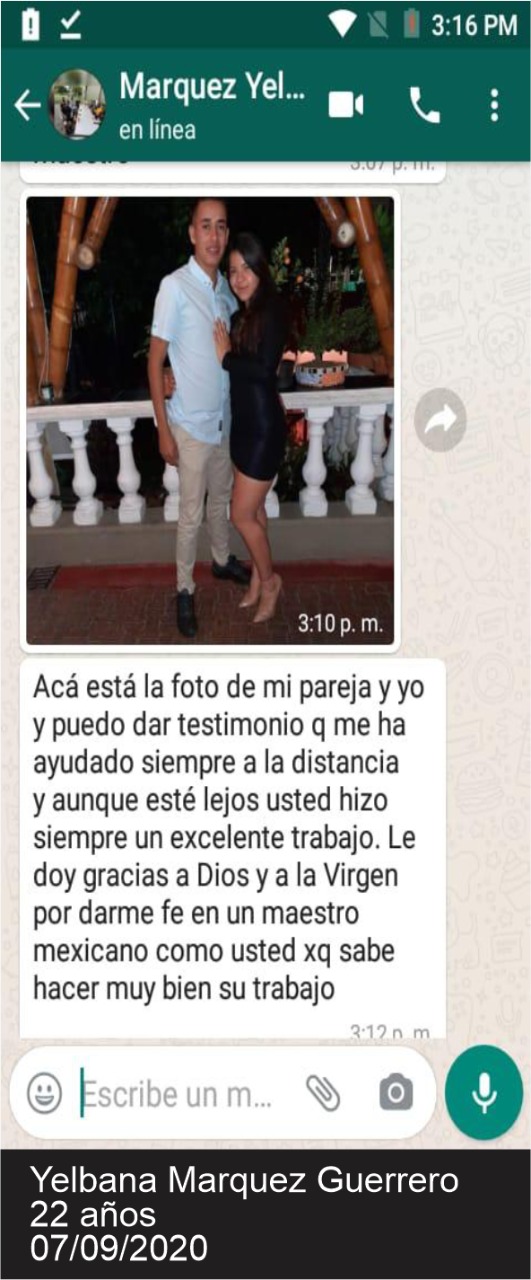 3:16 PM
Marquez Yel...
en línea
3:07 p. m.
3:10 p. m.
Acá está la foto de mi pareja y yo
y puedo dar testimonio q me ha
ayudado siempre a la distancia
y aunque esté lejos usted hizo
siempre un excelente trabajo. Le
doy gracias a Dios y a la Virgen
por darme fe en un maestro
mexicano como usted xq sabe
hacer muy bien su trabajo
3:12 p. m.
Escribe un m...
Yelbana Marquez Guerrero
22 años
07/09/2020